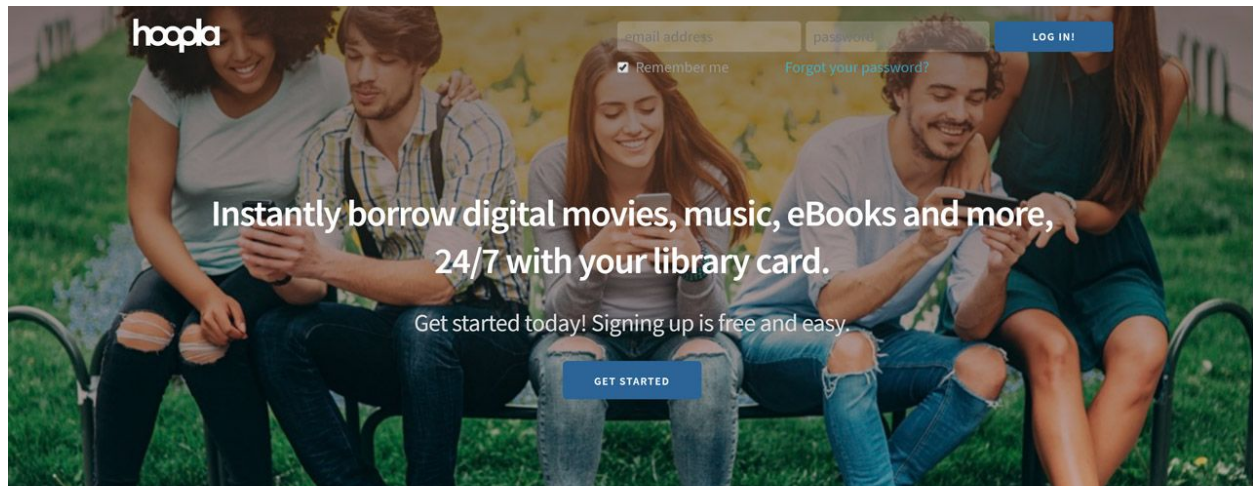 hoopla
email address
password
LOG IN!
Remember me
Forgot your password?
Instantly borrow digital movies, music, eBooks and more,
24/7 with your library card.
Get started today! Signing up is free and easy.
GET STARTED